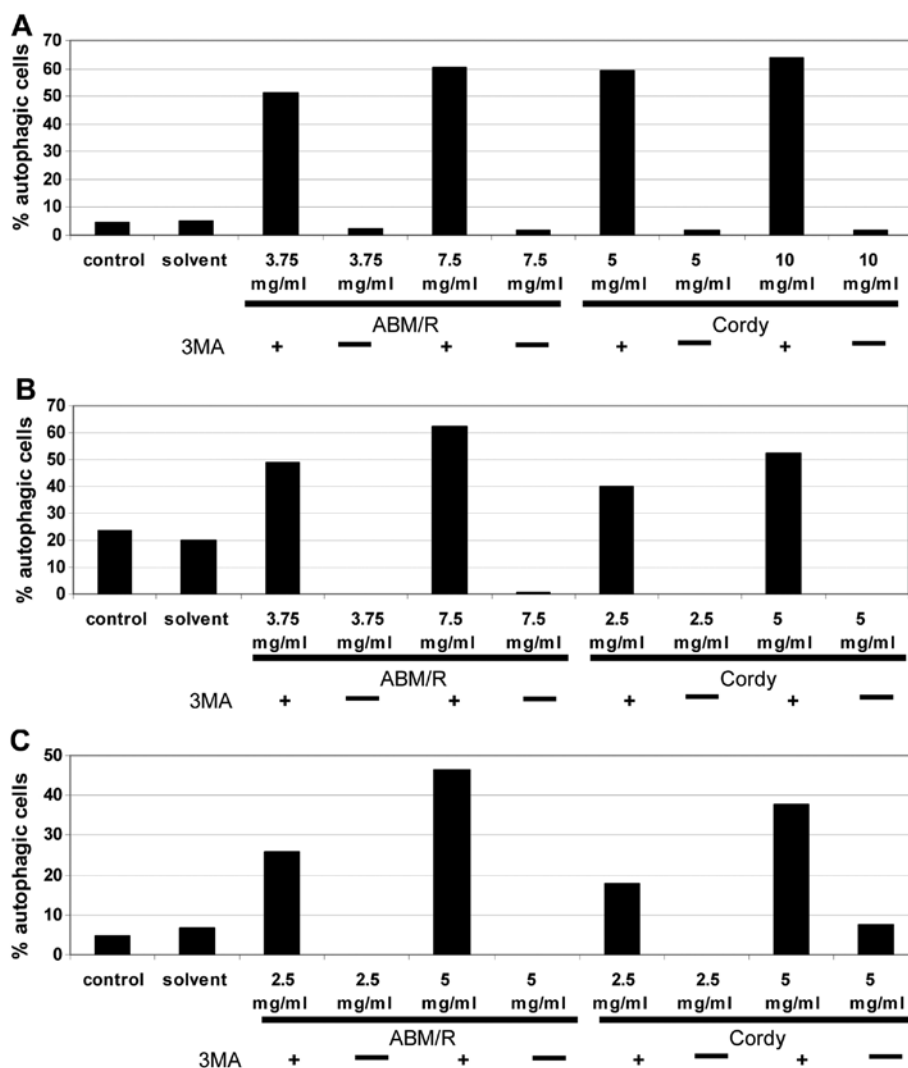 A
% autophagic cells
70
60
50
40
30
20
10
0
control solvent 3.75 3.75 7.5 7.5 5 5 10 10
mg/ml mg/ml mg/ml mg/ml mg/ml mg/ml mg/ml mg/ml
ABM/R Cordy
3MA + — + — + — + —
B
% autophagic cells
70
60
50
40
30
20
10
0
control solvent 3.75 3.75 7.5 7.5 2.5 2.5 5 5
mg/ml mg/ml mg/ml mg/ml mg/ml mg/ml mg/ml mg/ml
ABM/R Cordy
3MA + — + — + — + —
C
% autophagic cells
50
40
30
20
10
0
control solvent 2.5 2.5 5 5 2.5 2.5 5 5
mg/ml mg/ml mg/ml mg/ml mg/ml mg/ml mg/ml mg/ml
ABM/R Cordy
3MA + — + — + — + —